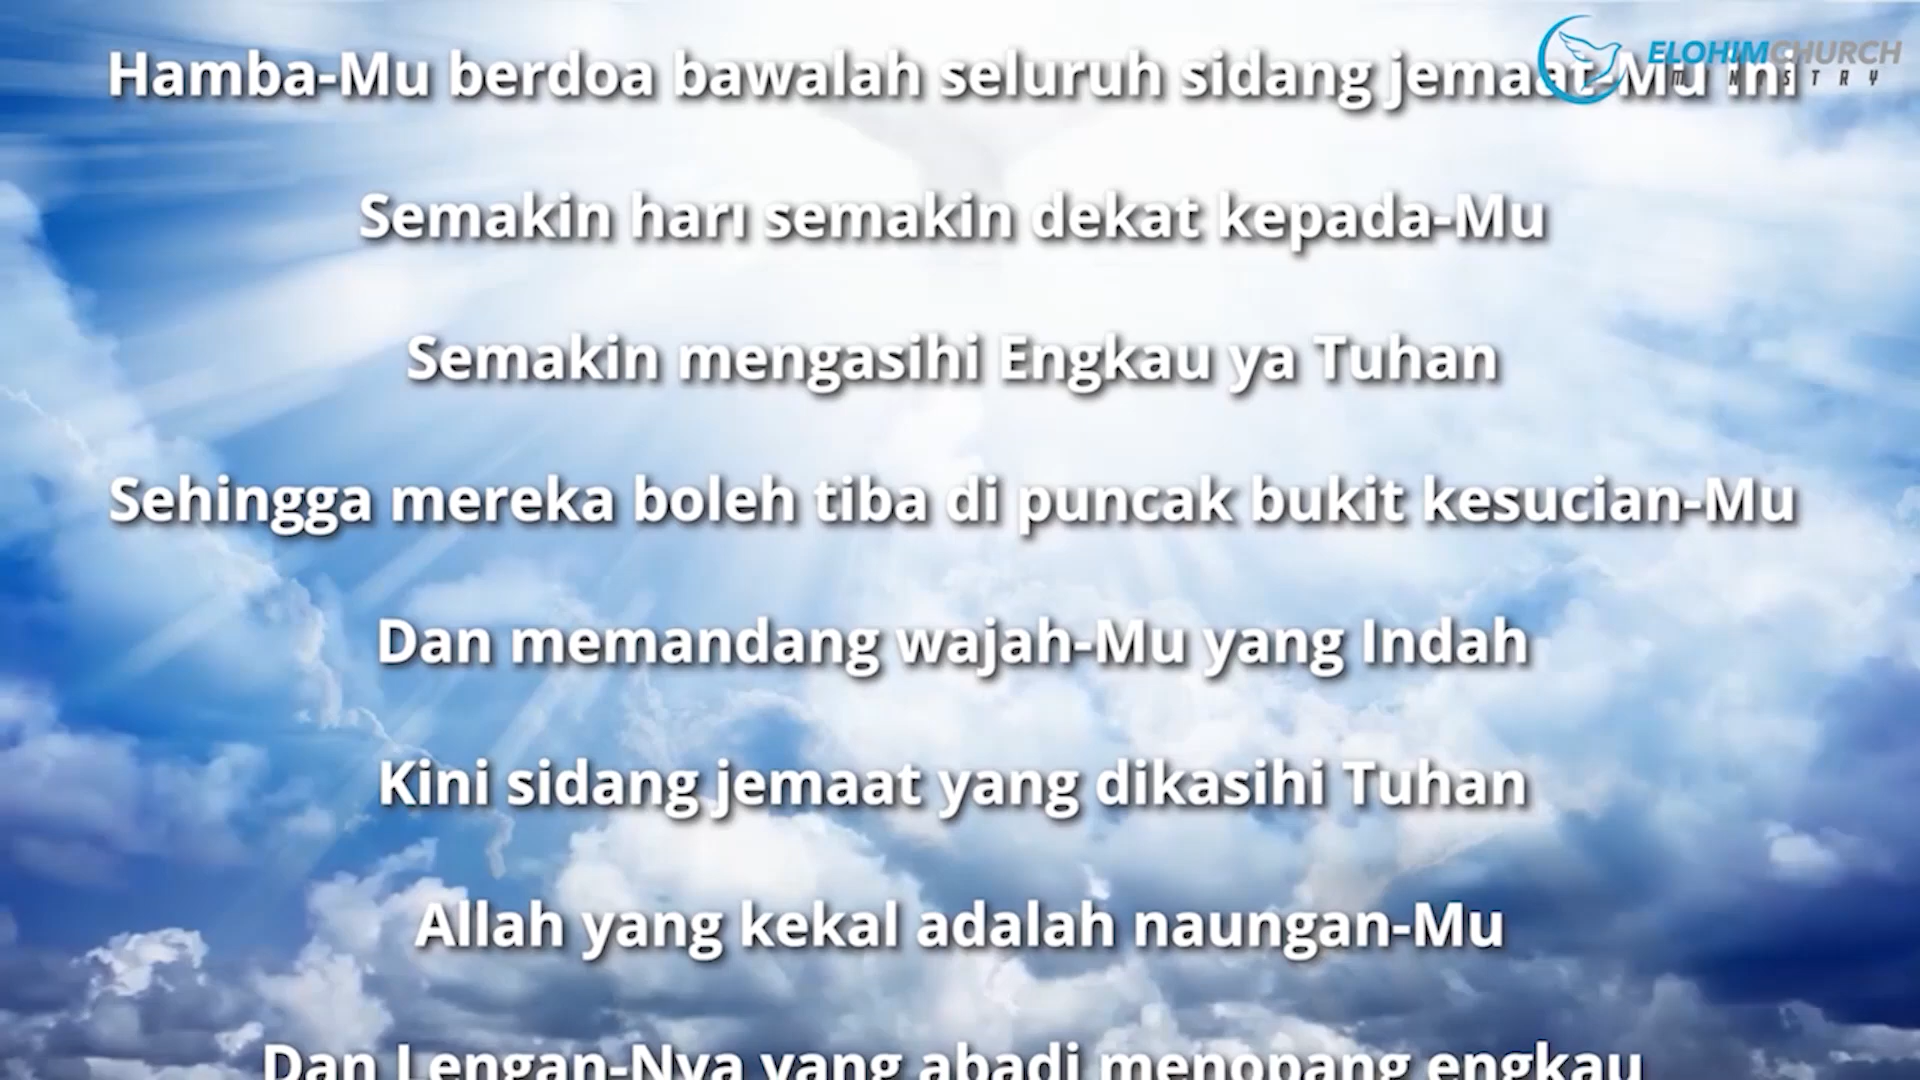 Hamba-Mu berdoa bawalah seluruh sidang jemaat-Mu ini
ELOHIMCHURCH
MINISTRY
Semakin hari semakin dekat kepada-Mu
Semakin mengasihi Engkau ya Tuhan
Sehingga mereka boleh tiba di puncak bukit kesucian-Mu
Dan memandang wajah-Mu yang Indah
Kini sidang jemaat yang dikasihi Tuhan
Allah yang kekal adalah naungan-Mu
Dan Lengan-Nya yang abadi menopang engkau